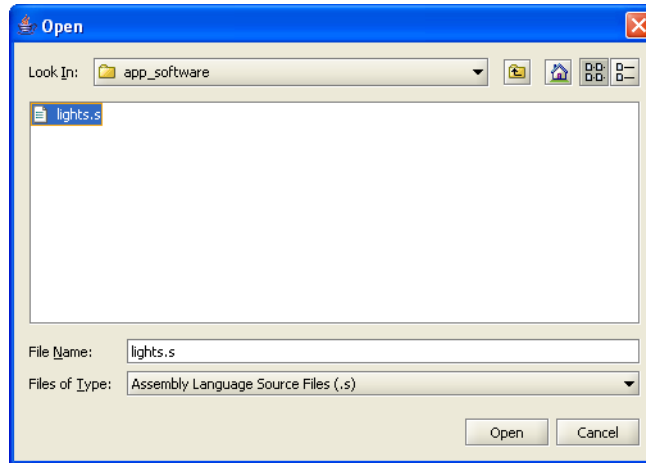 Open
Look In: app_software
lights.s
File Name: lights.s
Files of Type: Assembly Language Source Files (.s)
Open Cancel